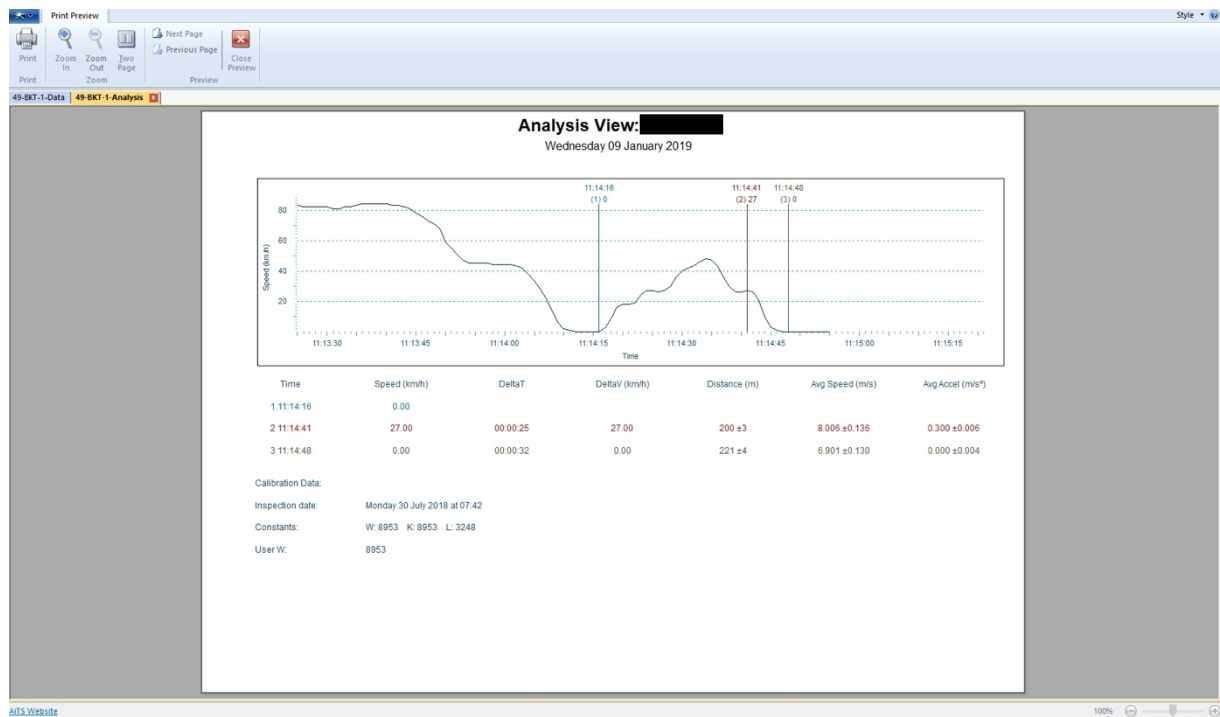 Print Preview
Style
Print
Zoom In
Zoom Out
Two Page
Next Page
Previous Page
Close Preview
Print
Zoom
Preview
49-BKT-1-Data
49-BKT-1-Analysis
Analysis View:
Wednesday 09 January 2019
11:14:16 11:14:41 11:14:48
(1) 0 (2) 27 (3) 0
80
60
40
20
Speed (km/h)
11:13:30 11:13:45 11:14:00 11:14:15 11:14:30 11:14:45 11:15:00 11:15:15
Time
Time Speed (km/h) DeltaT DeltaV (km/h) Distance (m) Avg Speed (m/s) Avg Accel (m/s²)
1 11:14:16 0.00
2 11:14:41 27.00 00:00:25 27.00 200 ±3 8.006 ±0.136 0.300 ±0.006
3 11:14:48 0.00 00:00:32 0.00 221 ±4 6.901 ±0.130 0.000 ±0.004
Calibration Data:
Inspection date: Monday 30 July 2018 at 07:42
Constants: W: 8953 K: 8953 L: 3248
User W: 8953
AiTS Website
100%